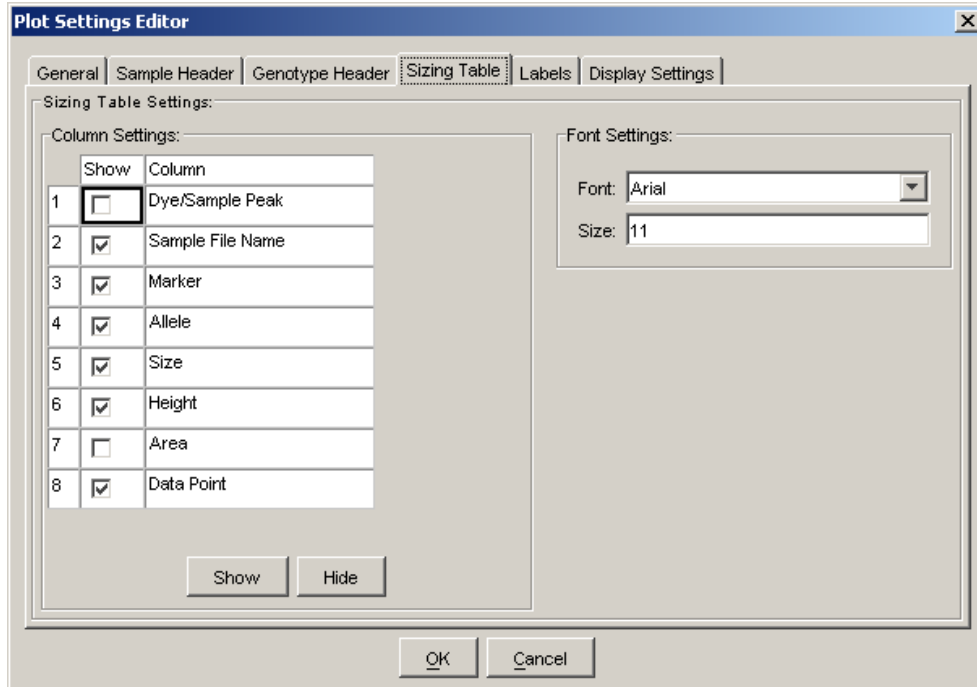 Plot Settings Editor
General Sample Header Genotype Header Sizing Table Labels Display Settings
Sizing Table Settings:
Column Settings:
Show Column
1 Dye/Sample Peak
2 Sample File Name
3 Marker
4 Allele
5 Size
6 Height
7 Area
8 Data Point
Show Hide
Font Settings:
Font: Arial
Size: 11
OK Cancel